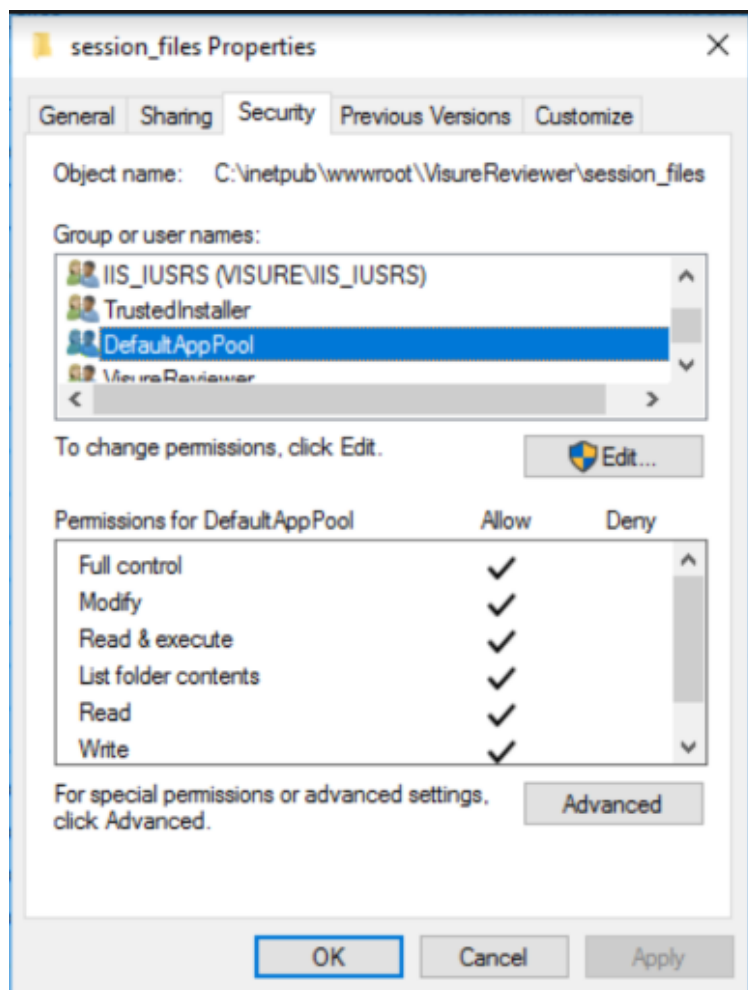 session_files Properties
General Sharing Security Previous Versions Customize
Object name: C:\inetpub\wwwroot\VisureReviewer\session_files
Group or user names:
IIS_IUSRS (VISURE\IIS_IUSRS)
TrustedInstaller
DefaultAppPool
VisureReviewer
To change permissions, click Edit.
Edit...
Permissions for DefaultAppPool Allow Deny
Full control
Modify
Read & execute
List folder contents
Read
Write
For special permissions or advanced settings,
click Advanced.
Advanced
OK Cancel Apply